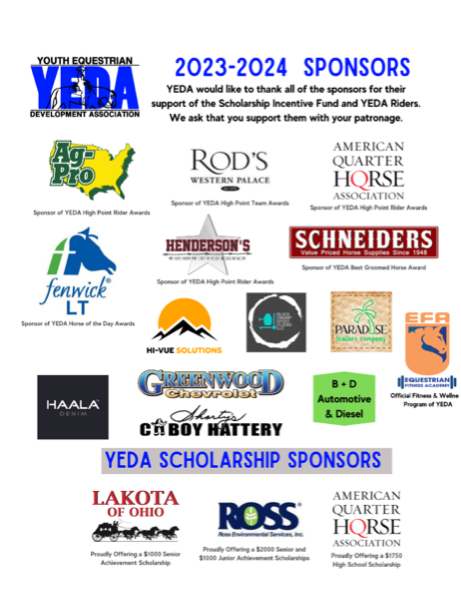 YOUTH EQUESTRIAN
YEDA
DEVELOPMENT ASSOCIATION
2023-2024 SPONSORS
YEDA would like to thank all of the sponsors for their
support of the Scholarship Incentive Fund and YEDA Riders.
We ask that you support them with your patronage.
Ag-
Pro
Sponsor of YEDA High Point Rider Awards
ROD'S
WESTERN PALACE
Sponsor of YEDA High Point Team Awards
AMERICAN
QUARTER
HORSE
ASSOCIATION
Sponsor of YEDA High Point Rider Awards
fenwick
LT
Sponsor of YEDA Horse of the Day Awards
HENDERSON'S
Sponsor of YEDA High Point Rider Awards
SCHNEIDERS
Value Priced Horse Supplies Since 1948
Sponsor of YEDA Best Groomed Horse Award
HI-VUE SOLUTIONS
PARADISE
leather company
EFA
EQUESTRIAN
FITNESS ACADEMY
Official Fitness & Wellne
Program of YEDA
HAALA
DENIM
GREENWOOD
Chevrolet
Shorty's
CABOY HATTERY
B + D
Automotive
& Diesel
YEDA SCHOLARSHIP SPONSORS
LAKOTA
OF OHIO
Proudly Offering a $1000 Senior
Achievement Scholarship
ROSS
Ross Environmental Services, Inc.
Proudly Offering a $2000 Senior and
$1000 Junior Achievement Scholarships
AMERICAN
QUARTER
HORSE
ASSOCIATION
Proudly Offering a $1750
High School Scholarship